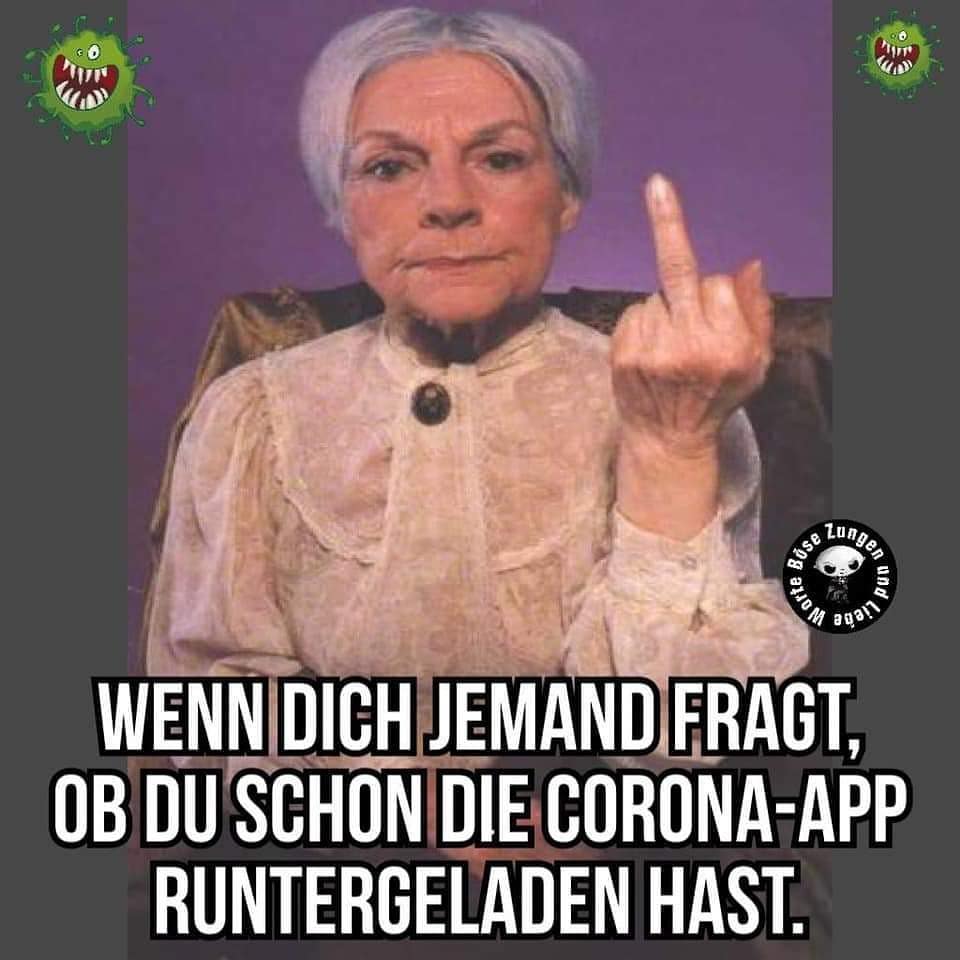 Böse Zungen und Liebe Worte
WENN DICH JEMAND FRAGT,
OB DU SCHON DIE CORONA-APP
RUNTERGELADEN HAST.